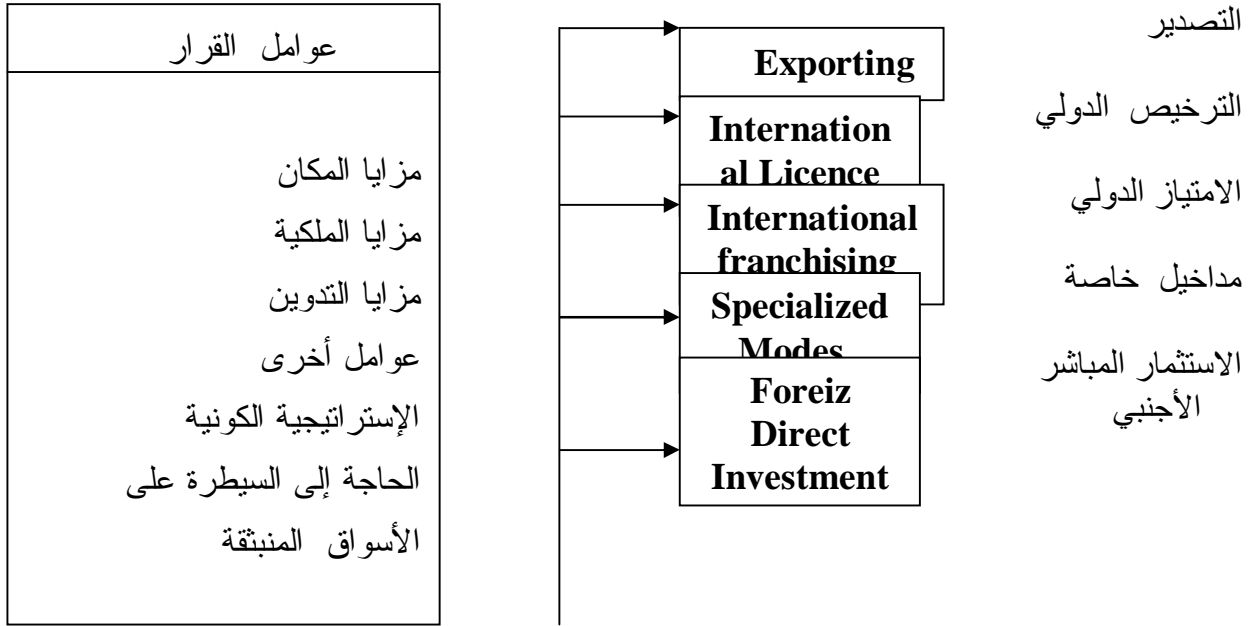 عوامل القرار
مزايا المكان
مزايا الملكية
مزايا التدوين
عوامل أخرى
الإستراتيجية الكونية
الحاجة إلى السيطرة على
الأسواق المنبثقة
Exporting
Internation
al Licence
International
franchising
Specialized
Modes
Foreiz
Direct
Investment
التصدير
الترخيص الدولي
الامتياز الدولي
مداخيل خاصة
الاستثمار المباشر
الأجنبي